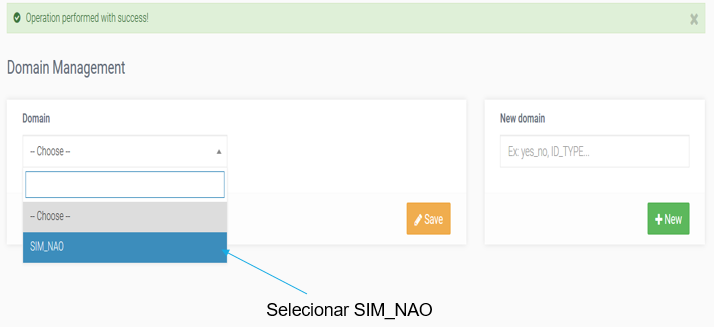 Operation performed with success!
×
Domain Management
Domain
New domain
-- Choose --
Ex: yes_no, ID_TYPE...
-- Choose --
Save
New
SIM_NAO
Selecionar SIM_NAO